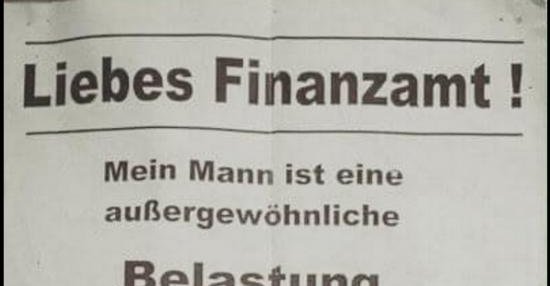 Liebes Finanzamt !
Mein Mann ist eine
außergewöhnliche
Belastung